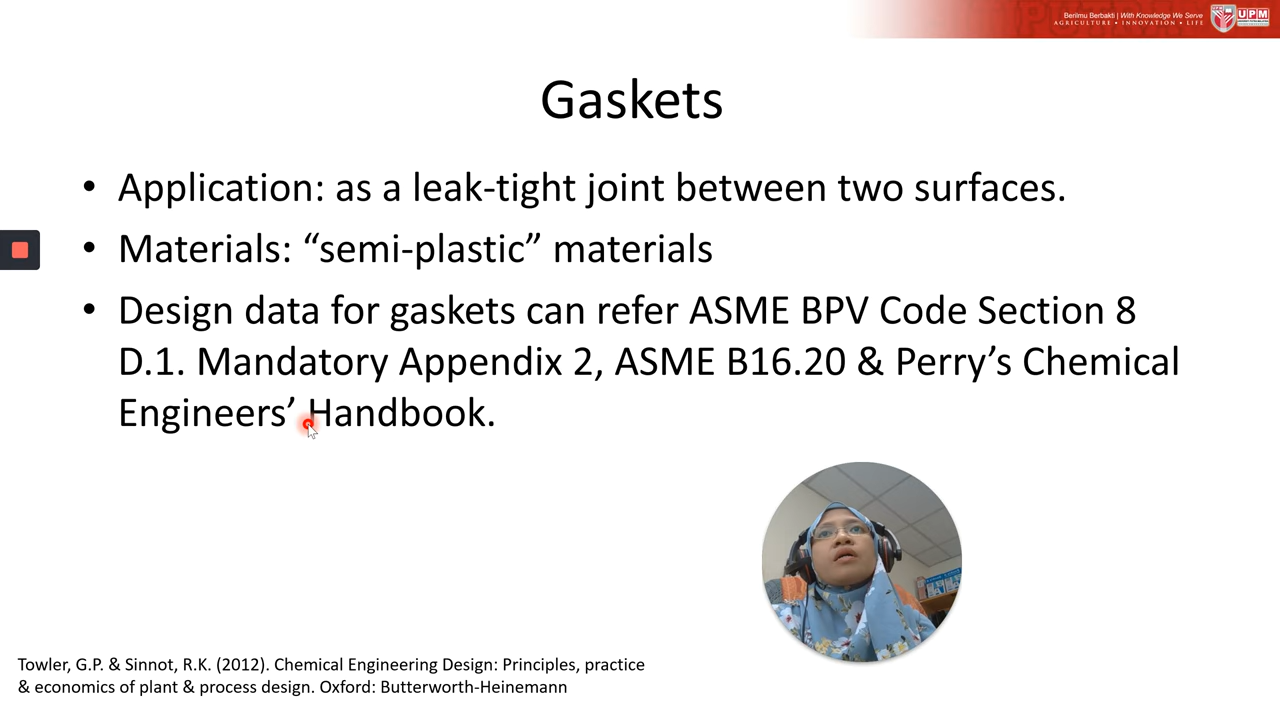 Berilmu Berbakti | With Knowledge We Serve
AGRICULTURE • INNOVATION • LIFE
UPM
Gaskets
• Application: as a leak-tight joint between two surfaces.
• Materials: “semi-plastic” materials
• Design data for gaskets can refer ASME BPV Code Section 8
D.1. Mandatory Appendix 2, ASME B16.20 & Perry’s Chemical
Engineers’ Handbook.
Towler, G.P. & Sinnot, R.K. (2012). Chemical Engineering Design: Principles, practice
& economics of plant & process design. Oxford: Butterworth-Heinemann